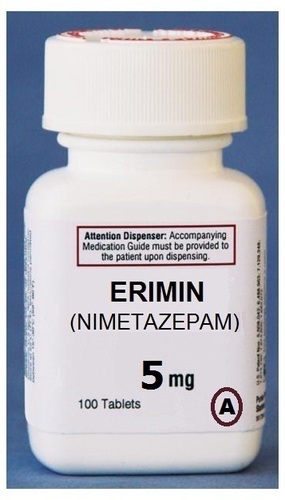 Attention Dispenser: Accompanying
Medication Guide must be provided to
the patient upon dispensing.
ERIMIN
(NIMETAZEPAM)
5 mg
100 Tablets
A